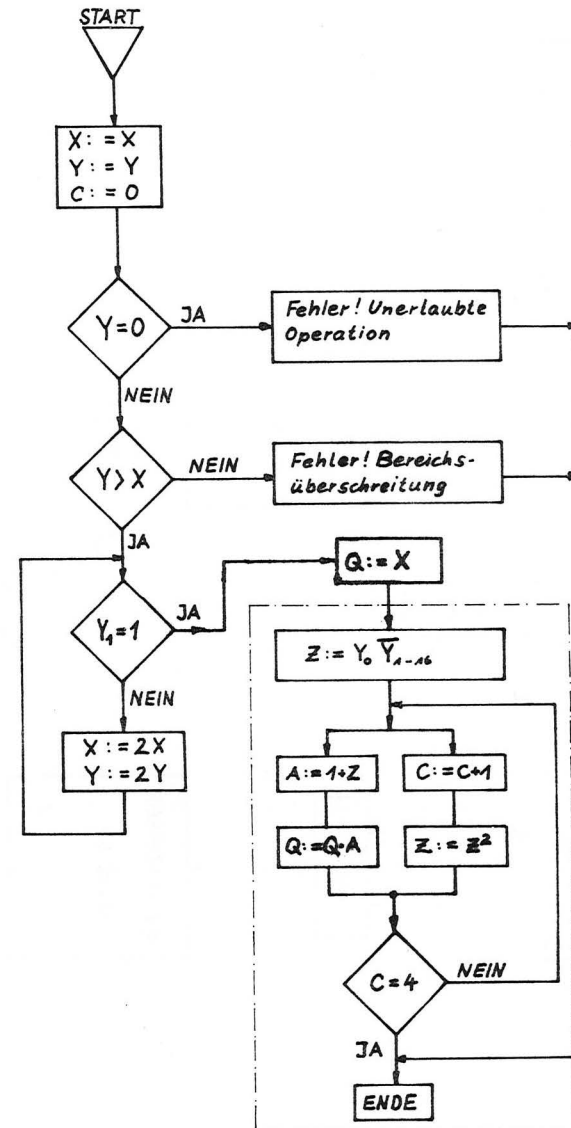 START
X := X
Y := Y
C := 0
Y=0
JA
Fehler! Unerlaubte
Operation
NEIN
Y > X
NEIN
Fehler! Bereichs-
überschreitung
JA
Q := X
Y₁=1
JA
Z := Y₀ Y̅₁₋₁₆
NEIN
X := 2X
Y := 2Y
A := 1+Z
C := C+1
Q := Q·A
Z := Z²
C=4
NEIN
JA
ENDE